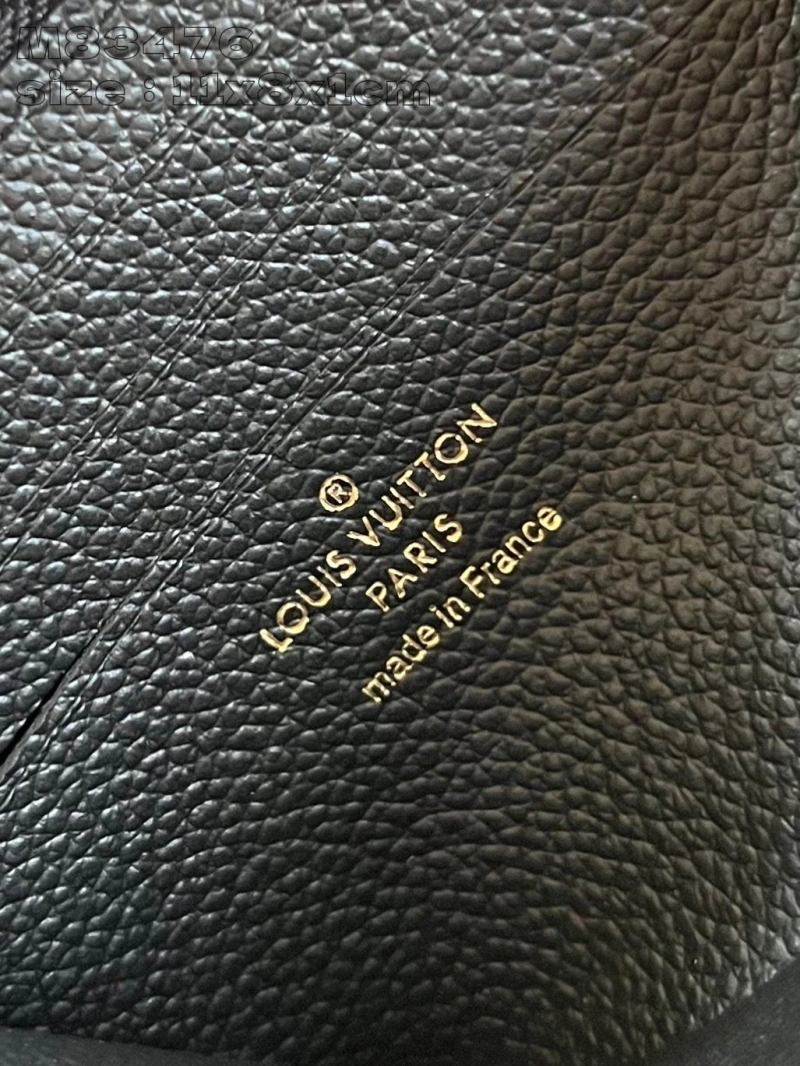 M83476
size : 11x8x1cm
®
LOUIS VUITTON
PARIS
made in France